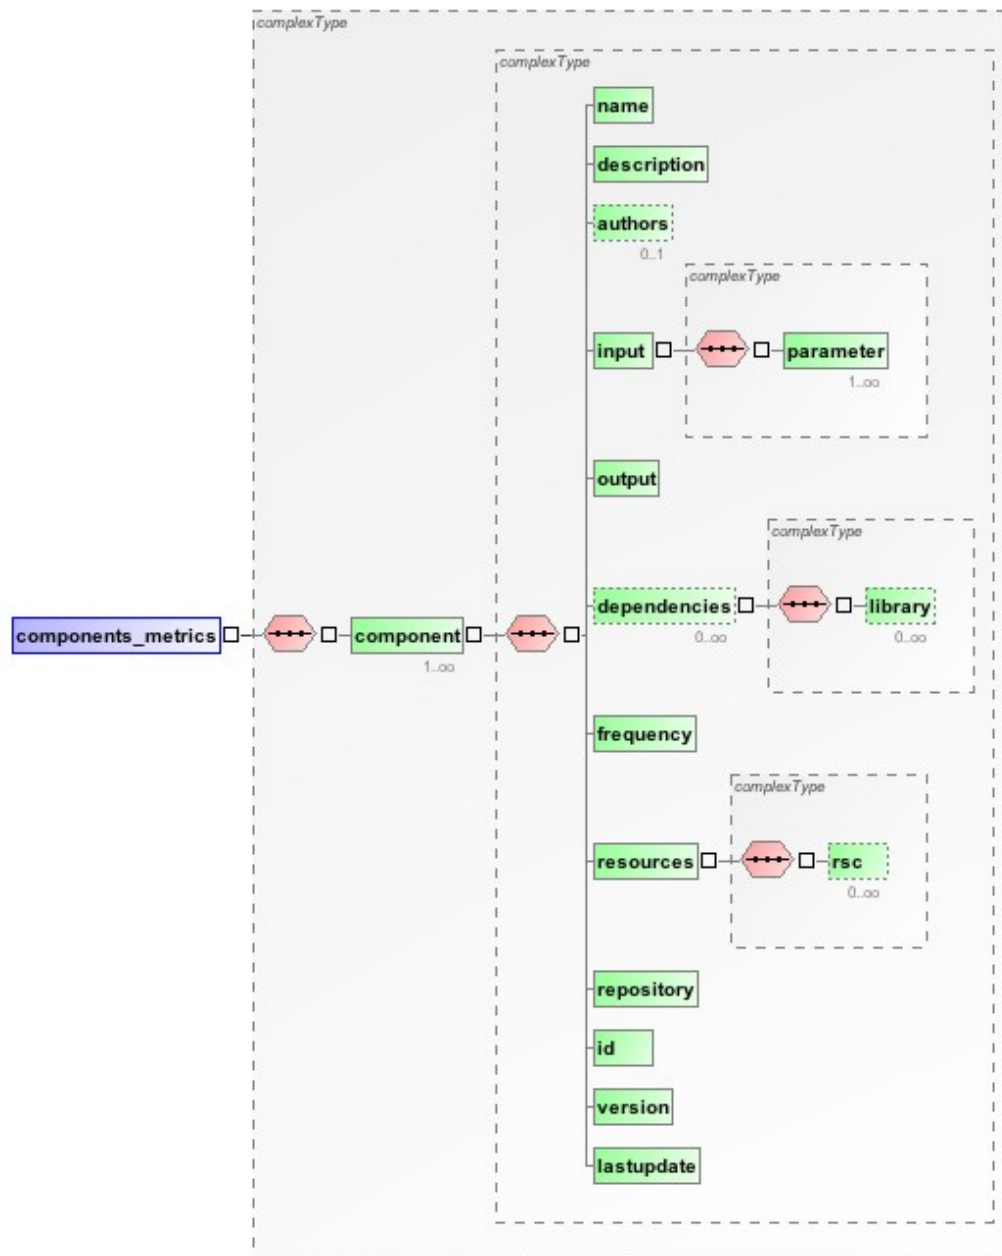 complexType
complexType
name
description
authors
0..1
complexType
input
parameter
1..∞
output
complexType
dependencies
library
0..∞
0..∞
components_metrics
component
1..∞
frequency
complexType
resources
rsc
0..∞
repository
id
version
lastupdate